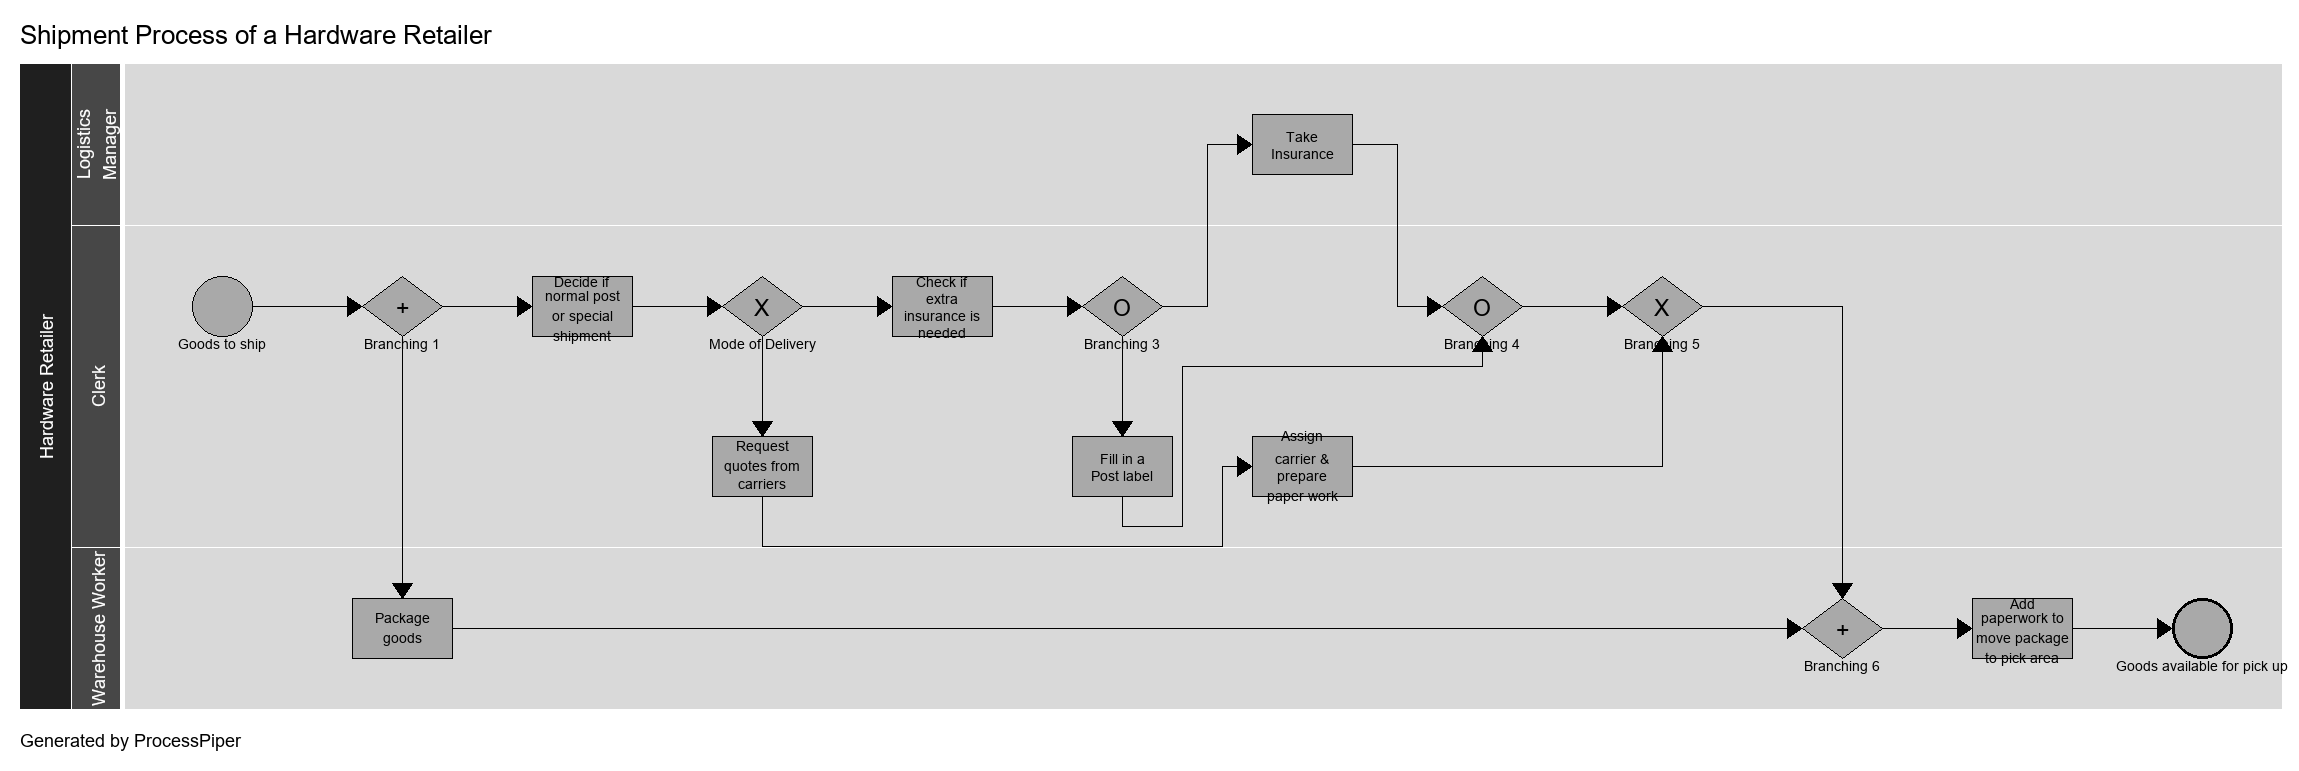 Shipment Process of a Hardware Retailer
Hardware Retailer
Logistics
Manager
Take
Insurance
Clerk
Goods to ship
+
Branching 1
Decide if
normal post
or special
shipment
X
Mode of Delivery
Check if
extra
insurance is
needed
O
Branching 3
O
Branching 4
X
Branching 5
Request
quotes from
carriers
Fill in a
Post label
Assign
carrier &
prepare
paper work
Warehouse Worker
Package
goods
+
Branching 6
Add
paperwork to
move package
to pick area
Goods available for pick up
Generated by ProcessPiper